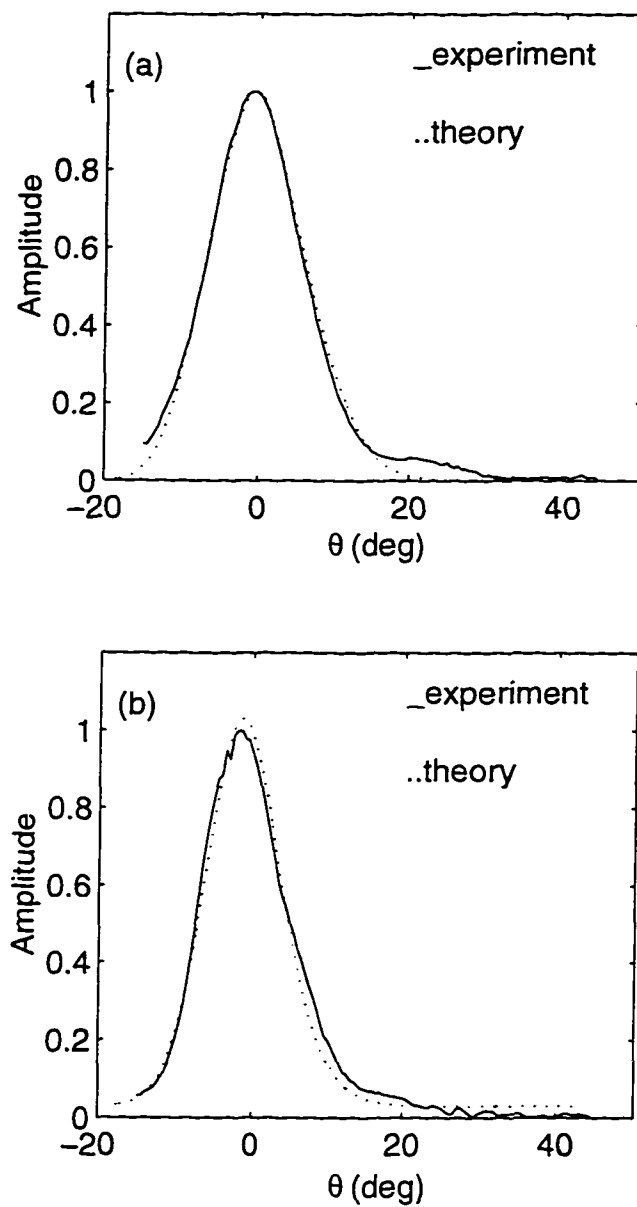 (a)
_experiment
..theory
1
0.8
0.6
0.4
0.2
0
Amplitude
-20 0 20 40
θ (deg)
(b)
_experiment
..theory
1
0.8
0.6
0.4
0.2
0
Amplitude
-20 0 20 40
θ (deg)